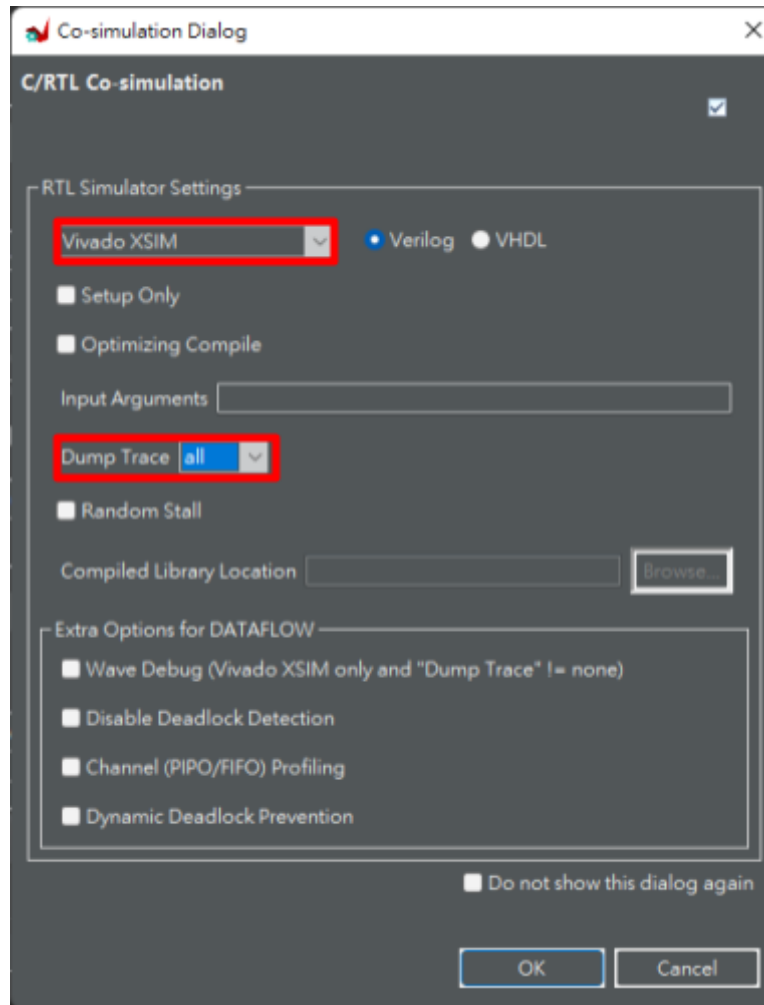 Co-simulation Dialog
C/RTL Co-simulation
RTL Simulator Settings
Vivado XSIM Verilog VHDL
Setup Only
Optimizing Compile
Input Arguments
Dump Trace all
Random Stall
Compiled Library Location Browse...
Extra Options for DATAFLOW
Wave Debug (Vivado XSIM only and "Dump Trace" != none)
Disable Deadlock Detection
Channel (PIPO/FIFO) Profiling
Dynamic Deadlock Prevention
Do not show this dialog again
OK Cancel